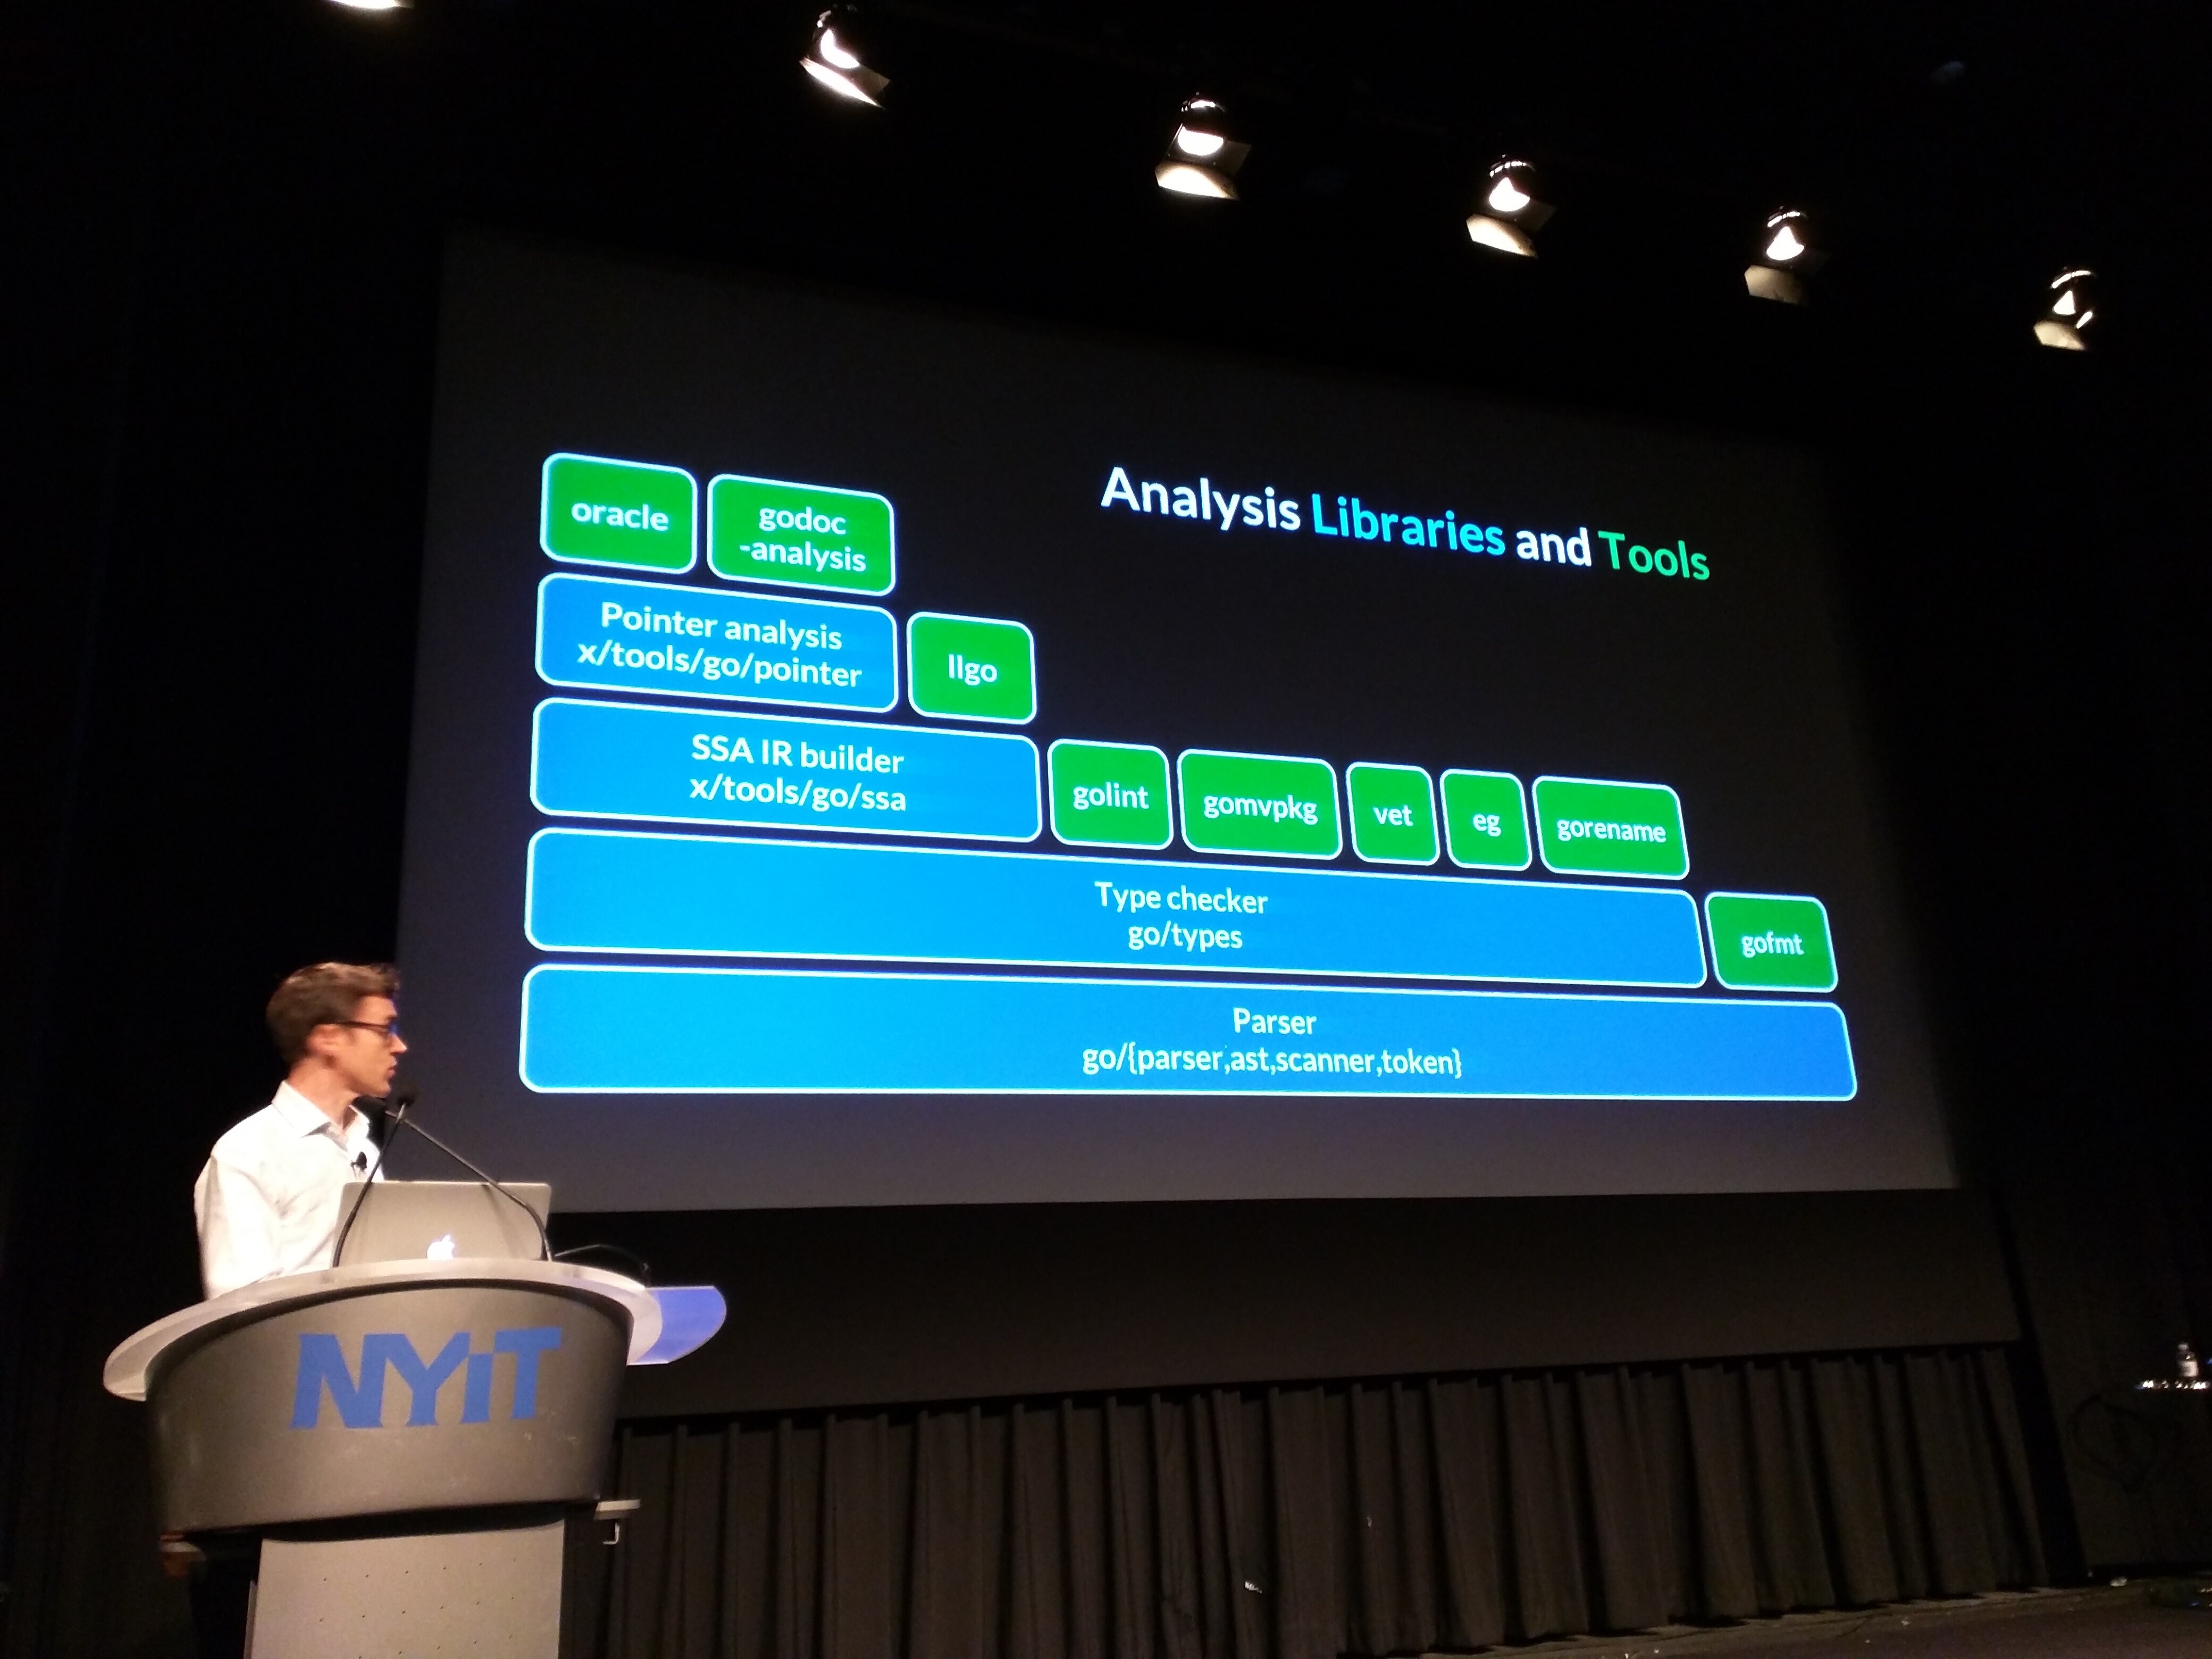 Analysis Libraries and Tools
oracle
godoc
-analysis
Pointer analysis
x/tools/go/pointer
llgo
SSA IR builder
x/tools/go/ssa
golint
gomvpkg
vet
eg
gorename
Type checker
go/types
gofmt
Parser
go/{parser,ast,scanner,token}
NYiT